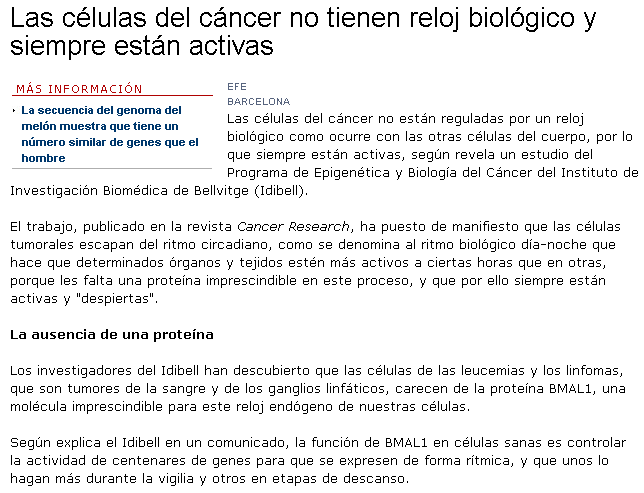 Las células del cáncer no tienen reloj biológico y
siempre están activas
MÁS INFORMACIÓN
La secuencia del genoma del
melón muestra que tiene un
número similar de genes que el
hombre
EFE
BARCELONA
Las células del cáncer no están reguladas por un reloj
biológico como ocurre con las otras células del cuerpo, por lo
que siempre están activas, según revela un estudio del
Programa de Epigenética y Biología del Cáncer del Instituto de
Investigación Biomédica de Bellvitge (Idibell).
El trabajo, publicado en la revista Cancer Research, ha puesto de manifiesto que las células
tumorales escapan del ritmo circadiano, como se denomina al ritmo biológico día-noche que
hace que determinados órganos y tejidos estén más activos a ciertas horas que en otras,
porque les falta una proteína imprescindible en este proceso, y que por ello siempre están
activas y "despiertas".
La ausencia de una proteína
Los investigadores del Idibell han descubierto que las células de las leucemias y los linfomas,
que son tumores de la sangre y de los ganglios linfáticos, carecen de la proteína BMAL1, una
molécula imprescindible para este reloj endógeno de nuestras células.
Según explica el Idibell en un comunicado, la función de BMAL1 en células sanas es controlar
la actividad de centenares de genes para que se expresen de forma rítmica, y que unos lo
hagan más durante la vigilia y otros en etapas de descanso.